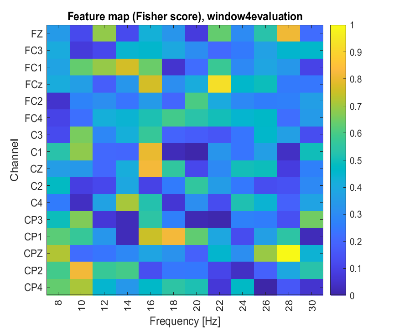 Feature map (Fisher score), window4evaluation
FZ
FC3
FC1
FCz
FC2
FC4
C3
C1
CZ
C2
C4
CP3
CP1
CPZ
CP2
CP4
Channel
8 10 12 14 16 18 20 22 24 26 28 30
Frequency [Hz]
1
0.9
0.8
0.7
0.6
0.5
0.4
0.3
0.2
0.1
0